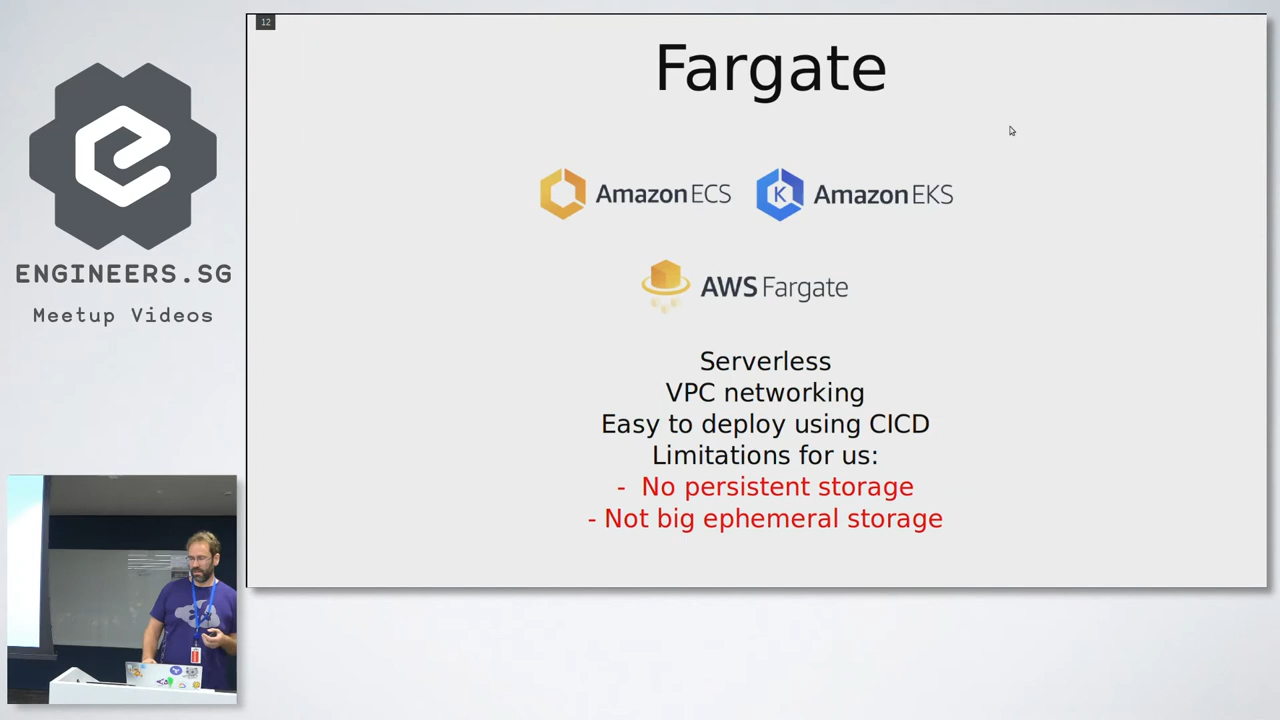 12
Fargate
Amazon ECS
Amazon EKS
AWS Fargate
Serverless
VPC networking
Easy to deploy using CICD
Limitations for us:
- No persistent storage
- Not big ephemeral storage
ENGINEERS.SG
Meetup Videos